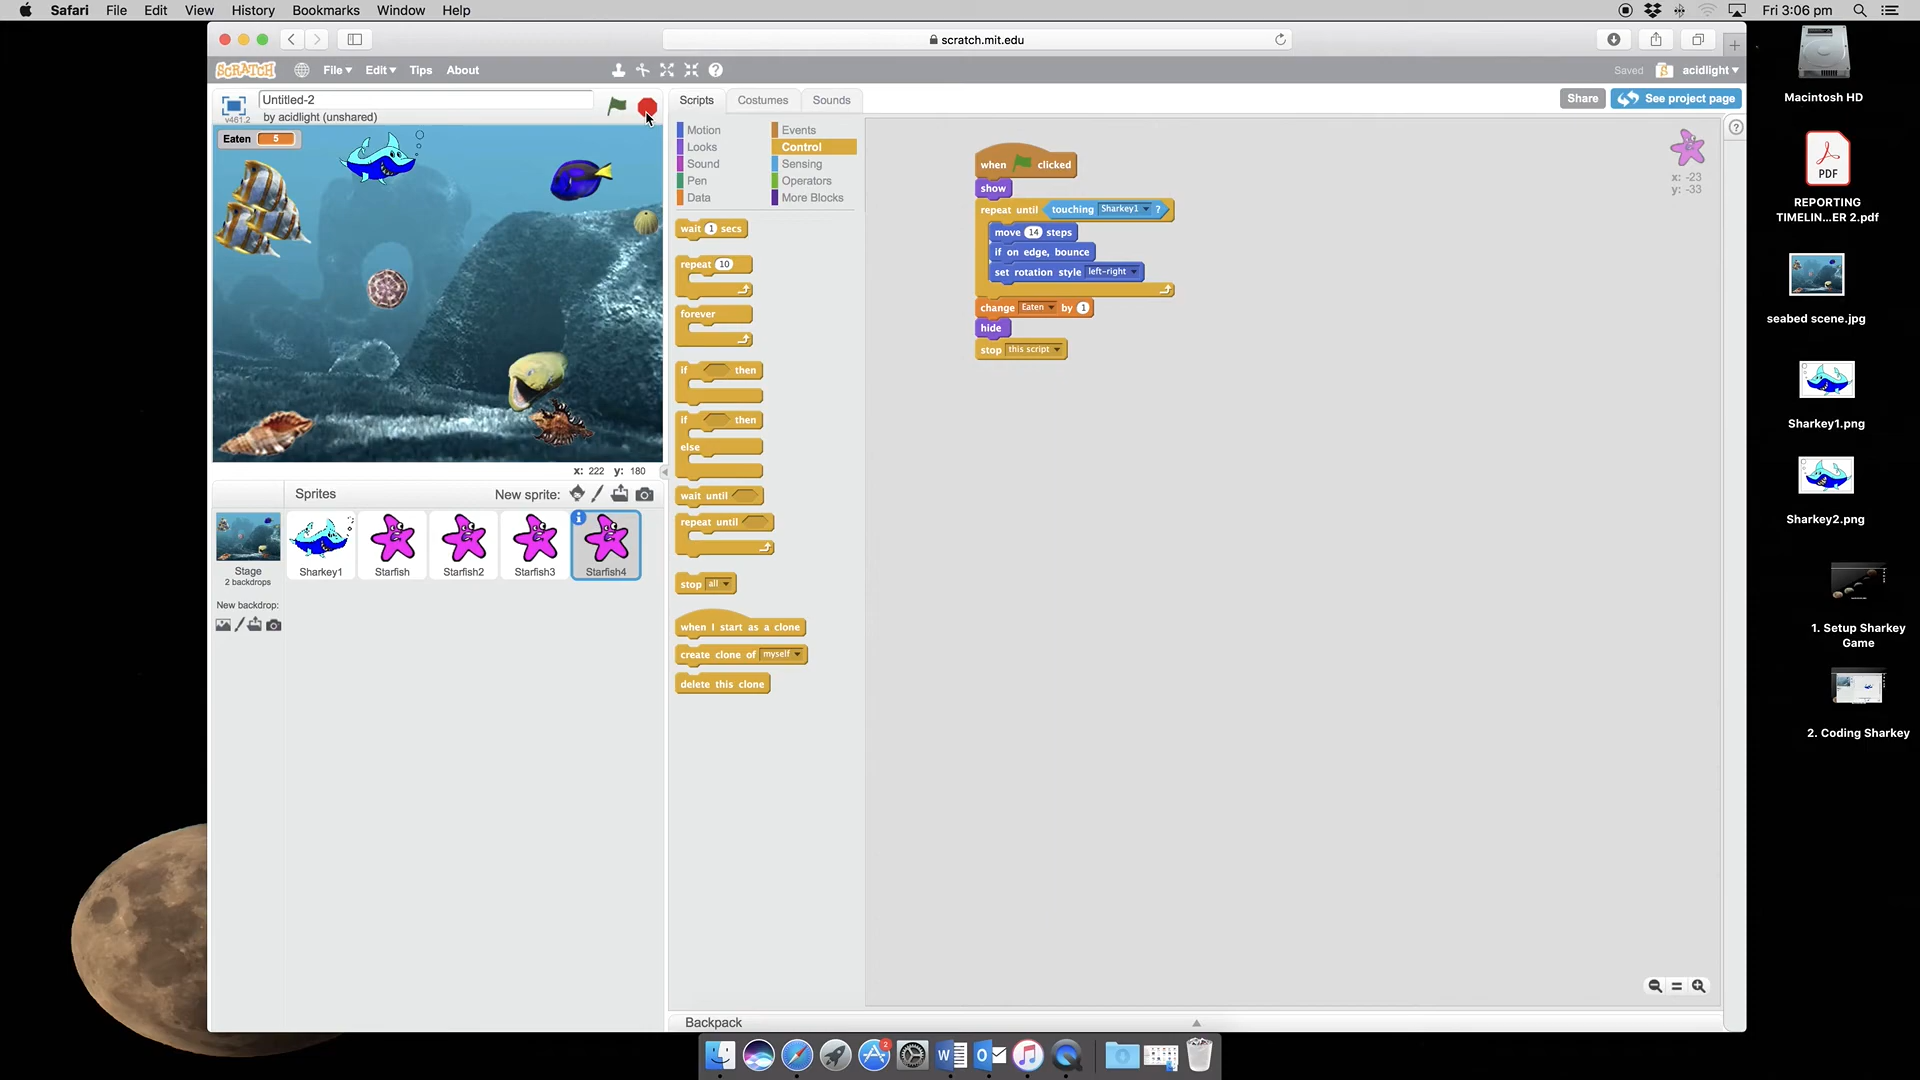 Safari File Edit View History Bookmarks Window Help Fri 3:06 pm
scratch.mit.edu
SCRATCH File Edit Tips About Saved acidlight
Untitled-2
by acidlight (unshared)
v461.2
Scripts Costumes Sounds
Share See project page
Eaten 5
Motion Events
Looks Control
Sound Sensing
Pen Operators
Data More Blocks
wait 1 secs
repeat 10
forever
if then
if then
else
wait until
repeat until
stop all
when I start as a clone
create clone of myself
delete this clone
when clicked
show
repeat until touching Sharkey1 ?
move 14 steps
if on edge, bounce
set rotation style left-right
change Eaten by 1
hide
stop this script
x: -23
y: -33
x: 222 y: 180
Sprites New sprite:
Stage
2 backdrops
New backdrop:
Sharkey1 Starfish Starfish2 Starfish3 Starfish4
Backpack
Macintosh HD
PDF
REPORTING
TIMELIN...ER 2.pdf
seabed scene.jpg
Sharkey1.png
Sharkey2.png
1. Setup Sharkey
Game
2. Coding Sharkey
2